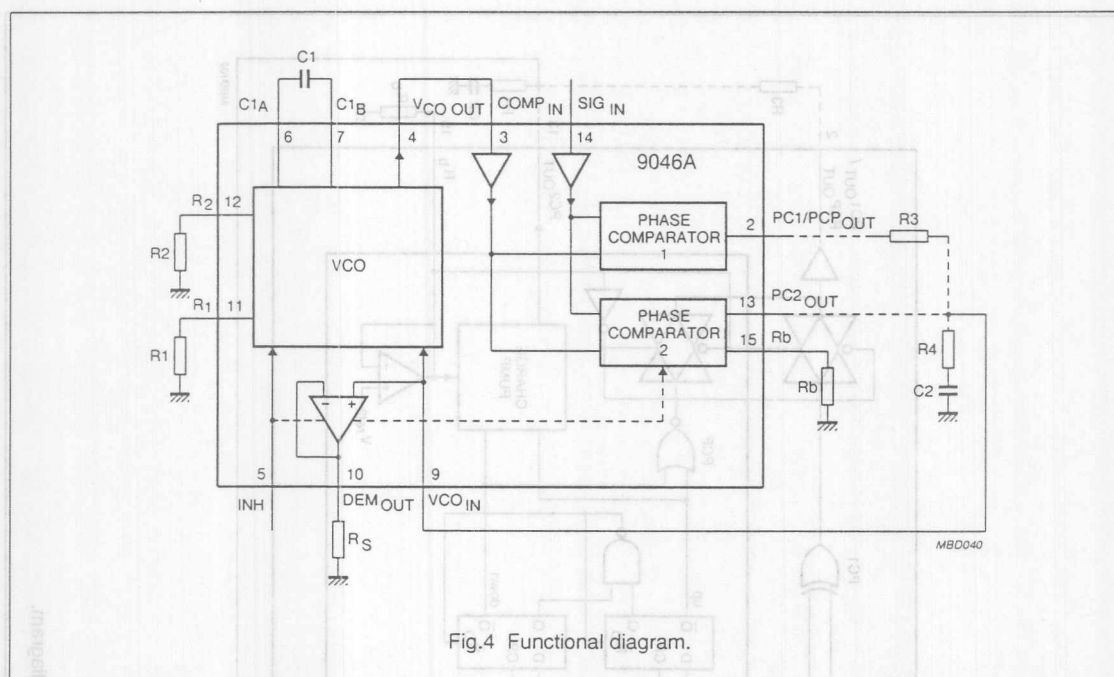 C1
C1A C1B VCO OUT COMP IN SIG IN
6 7 4 3 14
9046A
R2 12
PHASE COMPARATOR 1
2 PC1/PCP OUT R3
R2
VCO
R1 11
13 PC2 OUT
PHASE COMPARATOR 2
15 Rb
R1
R4
Rb
C2
– +
5 10 9
INH DEM OUT VCO IN
RS
MBD040
Fig.4 Functional diagram.